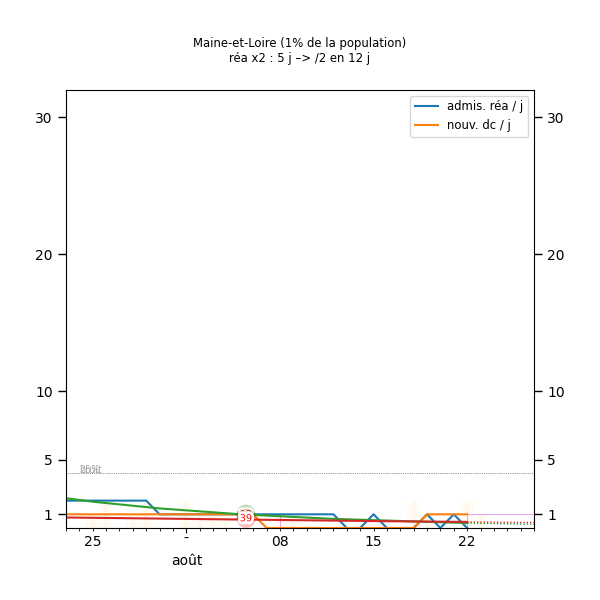 Maine-et-Loire (1% de la population)
réa x2 : 5 j –> /2 en 12 j
admis. réa / j
nouv. dc / j
30 30
20 20
10 10
5 5
1 1
39
25 - 08 15 22
août